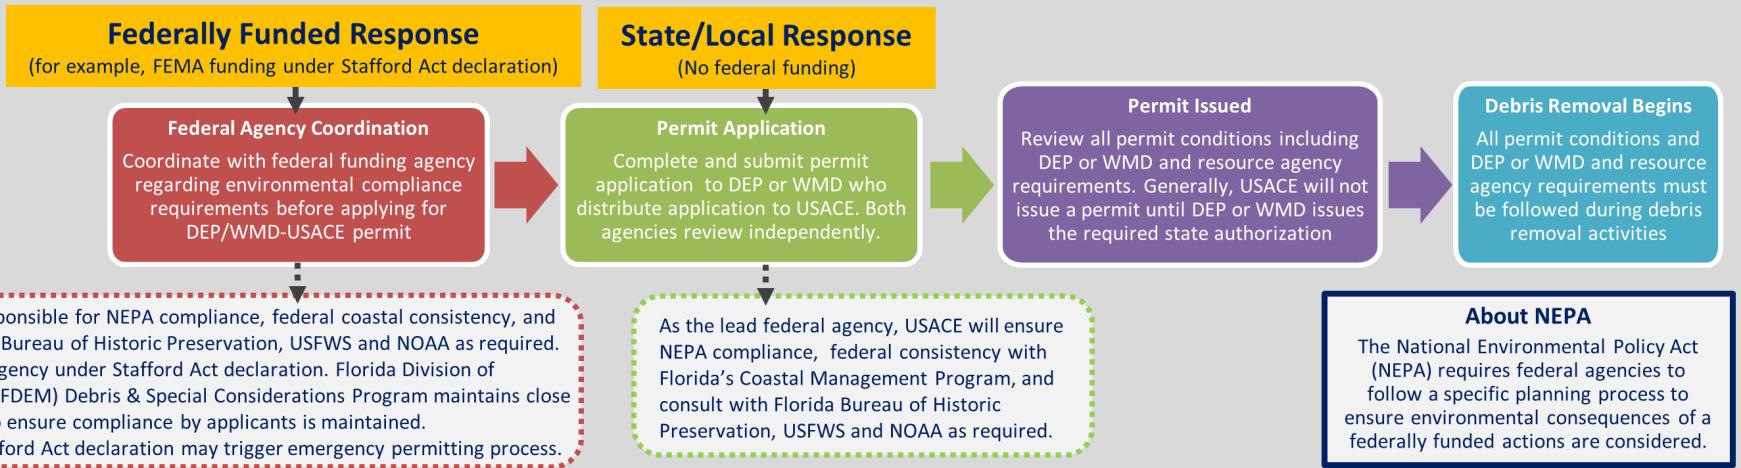 Federally Funded Response
(for example, FEMA funding under Stafford Act declaration)
State/Local Response
(No federal funding)
Federal Agency Coordination
Coordinate with federal funding agency
regarding environmental compliance
requirements before applying for
DEP/WMD-USACE permit
Permit Application
Complete and submit permit
application to DEP or WMD who
distribute application to USACE. Both
agencies review independently.
Permit Issued
Review all permit conditions including
DEP or WMD and resource agency
requirements. Generally, USACE will not
issue a permit until DEP or WMD issues
the required state authorization
Debris Removal Begins
All permit conditions and
DEP or WMD and resource
agency requirements must
be followed during debris
removal activities
for NEPA compliance, federal coastal consistency, and
Bureau of Historic Preservation, USFWS and NOAA as required.
under Stafford Act declaration. Florida Division of
FDEM) Debris & Special Considerations Program maintains close
ensure compliance by applicants is maintained.
Act declaration may trigger emergency permitting process.
As the lead federal agency, USACE will ensure
NEPA compliance, federal consistency with
Florida's Coastal Management Program, and
consult with Florida Bureau of Historic
Preservation, USFWS and NOAA as required.
About NEPA
The National Environmental Policy Act
(NEPA) requires federal agencies to
follow a specific planning process to
ensure environmental consequences of a
federally funded actions are considered.